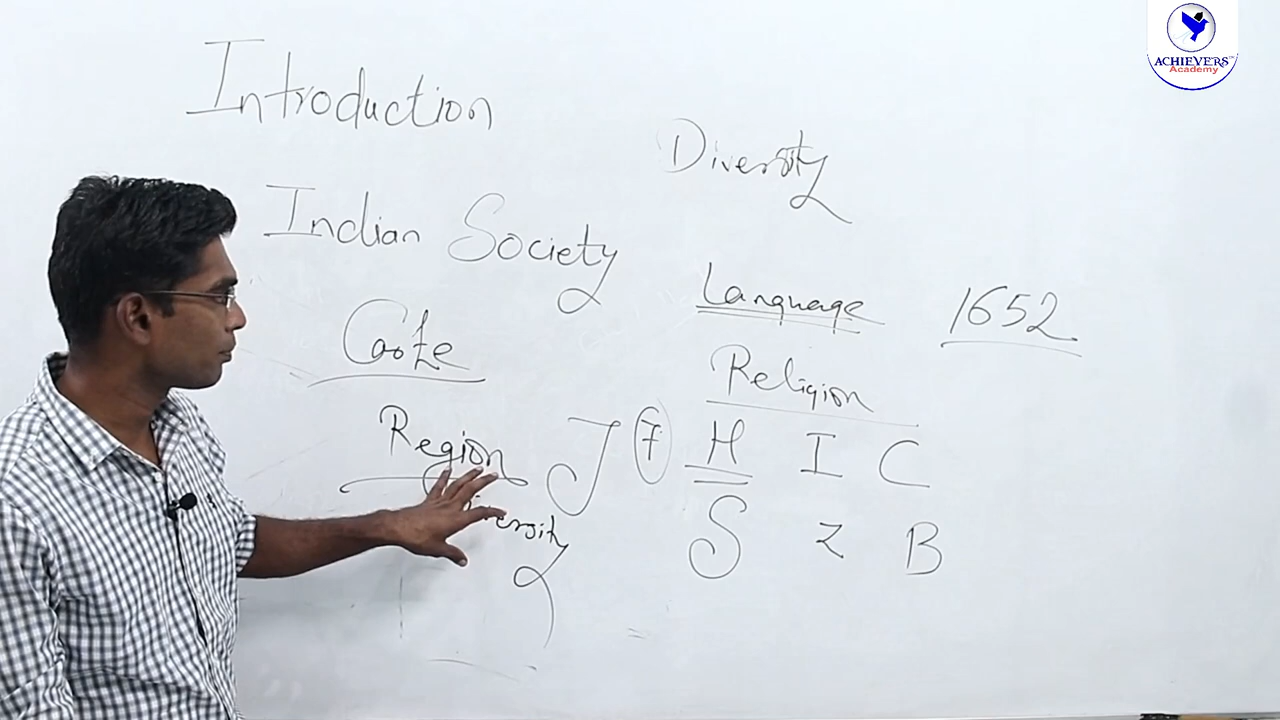 Introduction
Indian Society
Caste
Region
Diversity
Diversity
Language 1652
Religion
J 7 H I C
S Z B
ACHIEVERS
Academy